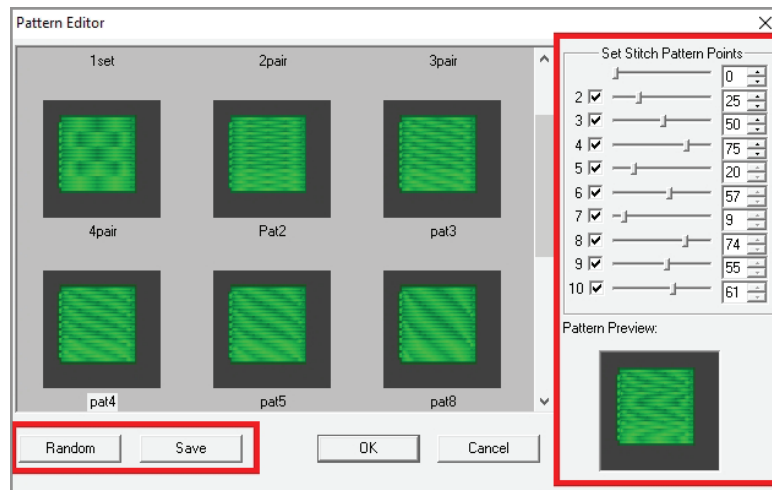 Pattern Editor
1set 2pair 3pair
4pair Pat2 pat3
pat4 pat5 pat8
Random Save OK Cancel
Set Stitch Pattern Points
0
2 25
3 50
4 75
5 20
6 57
7 9
8 74
9 55
10 61
Pattern Preview: